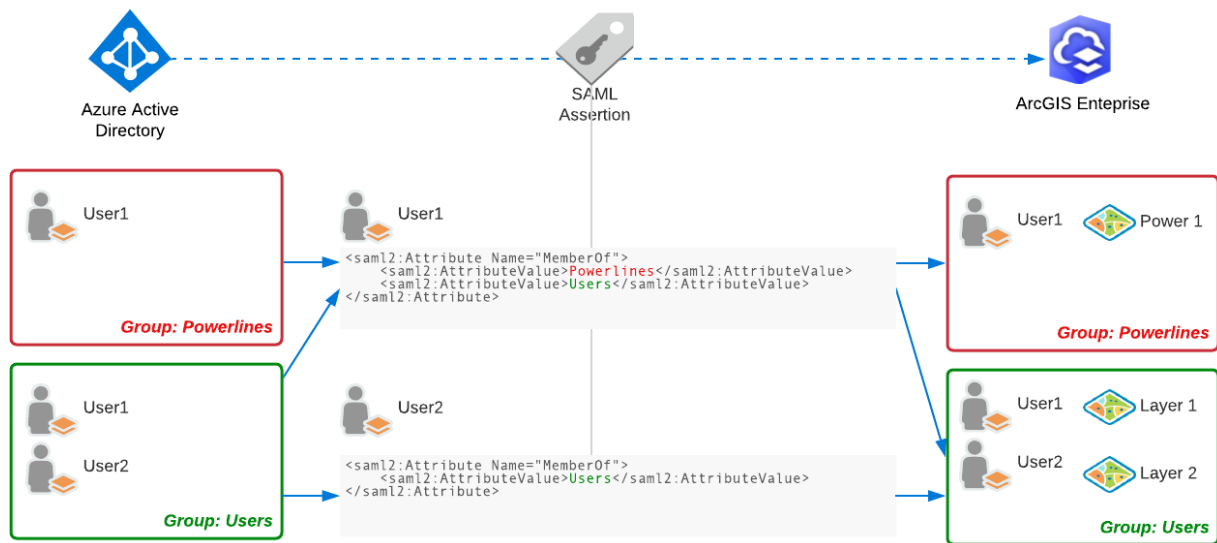 Azure Active
Directory
SAML
Assertion
ArcGIS Enteprise
User1
Group: Powerlines
User1
User2
Group: Users
User1
<saml2:Attribute Name="MemberOf">
<saml2:AttributeValue>Powerlines</saml2:AttributeValue>
<saml2:AttributeValue>Users</saml2:AttributeValue>
</saml2:Attribute>
User2
<saml2:Attribute Name="MemberOf">
<saml2:AttributeValue>Users</saml2:AttributeValue>
</saml2:Attribute>
User1 Power 1
Group: Powerlines
User1 Layer 1
User2 Layer 2
Group: Users